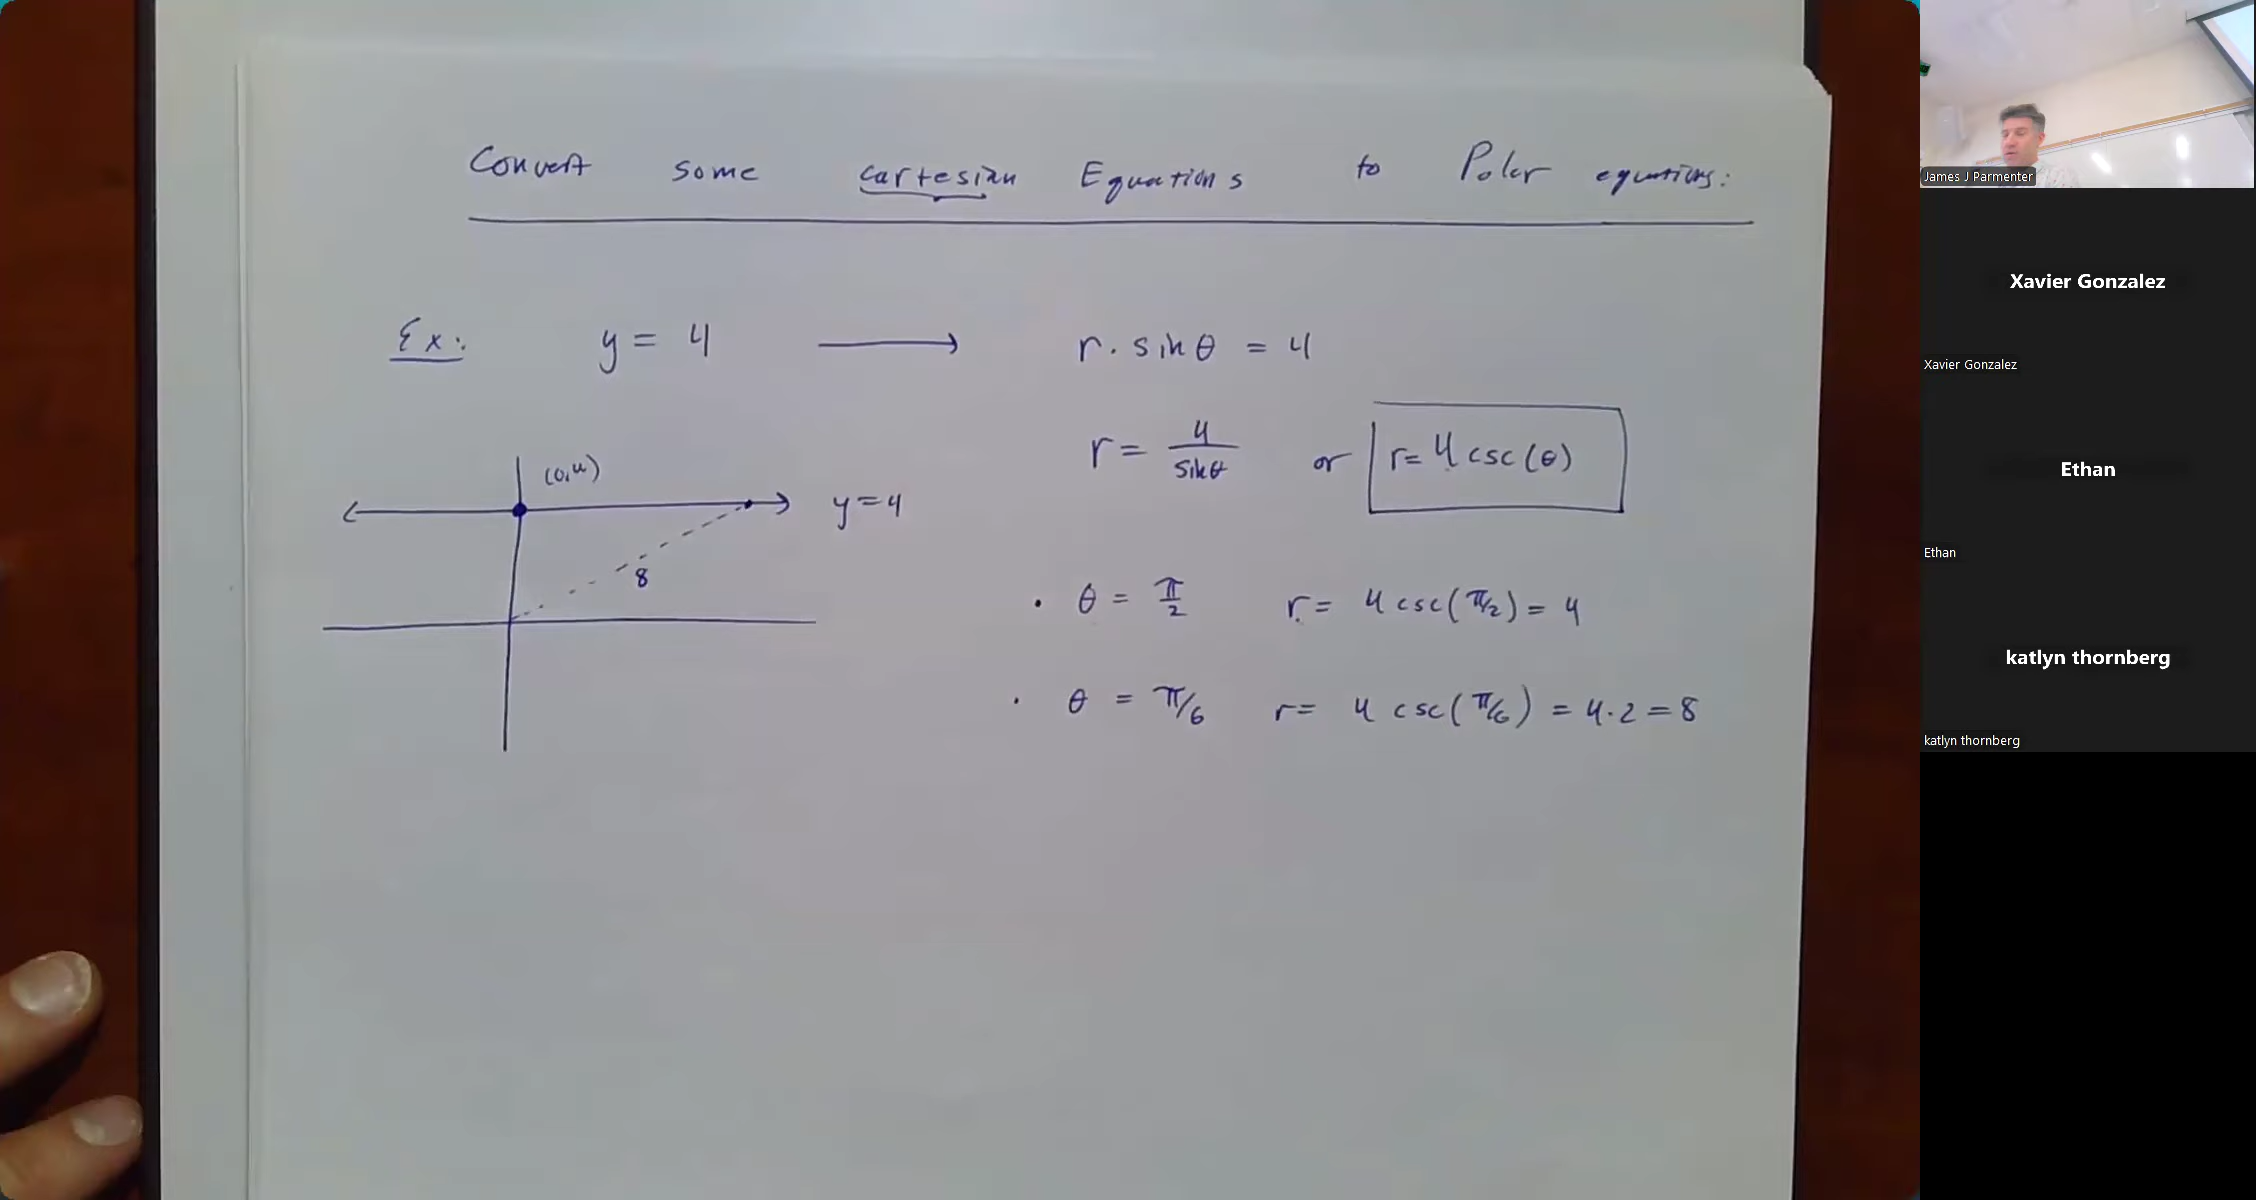 Convert some Cartesian Equations to Polar equations:
Ex: y = 4 → r · sin θ = 4
r = 4/sin θ or r = 4 csc(θ)
(0,4)
y = 4
8
· θ = π/2 r = 4 csc(π/2) = 4
· θ = π/6 r = 4 csc(π/6) = 4·2 = 8
James J Parmenter
Xavier Gonzalez
Xavier Gonzalez
Ethan
Ethan
katlyn thornberg
katlyn thornberg